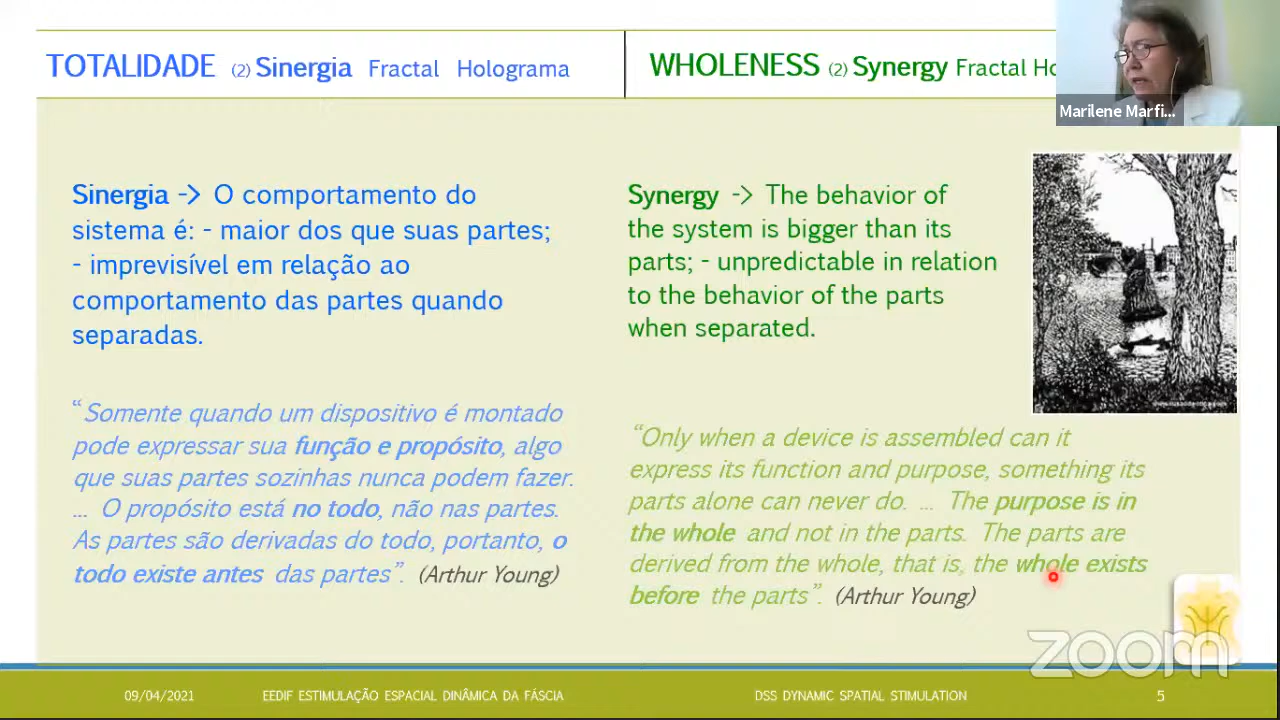 TOTALIDADE (2) Sinergia Fractal Holograma
WHOLENESS (2) Synergy Fractal
Marilene Marfi...
Sinergia -> O comportamento do
sistema é: - maior dos que suas partes;
- imprevisível em relação ao
comportamento das partes quando
separadas.
“Somente quando um dispositivo é montado
pode expressar sua função e propósito, algo
que suas partes sozinhas nunca podem fazer.
... O propósito está no todo, não nas partes.
As partes são derivadas do todo, portanto, o
todo existe antes das partes”. (Arthur Young)
Synergy -> The behavior of
the system is bigger than its
parts; - unpredictable in relation
to the behavior of the parts
when separated.
“Only when a device is assembled can it
express its function and purpose, something its
parts alone can never do. ... The purpose is in
the whole and not in the parts. The parts are
derived from the whole, that is, the whole exists
before the parts”. (Arthur Young)
zoom
09/04/2021
EEDIF ESTIMULAÇÃO ESPACIAL DINÂMICA DA FÁSCIA
DSS DYNAMIC SPATIAL STIMULATION
5